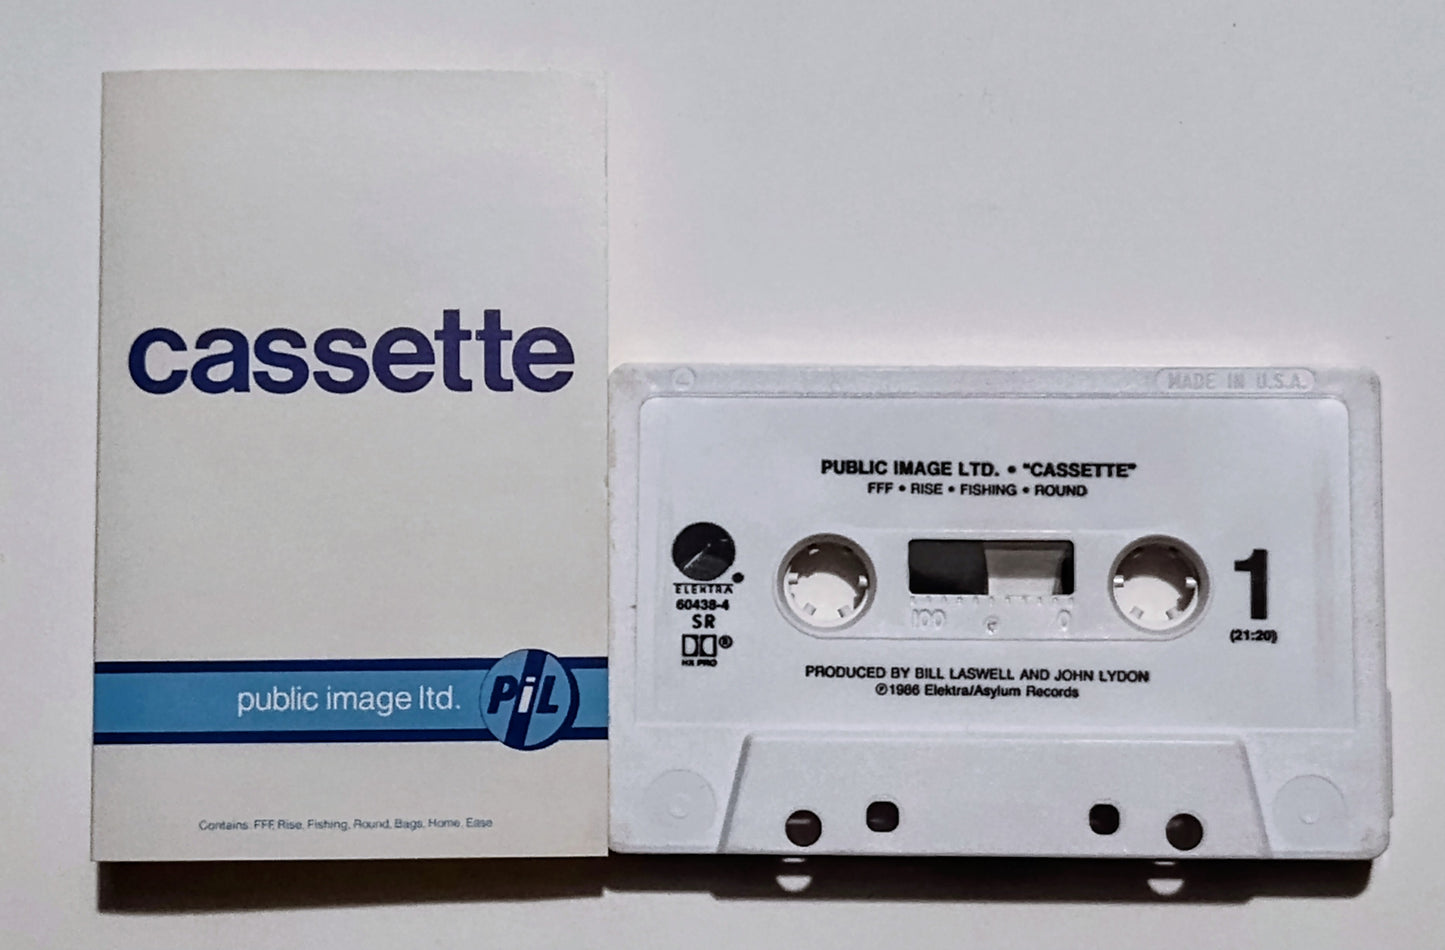 cassette
public image ltd.
PiL
Contains: FFF, Rise, Fishing, Round, Bags, Home, Ease
MADE IN U.S.A.
PUBLIC IMAGE LTD. • "CASSETTE"
FFF • RISE • FISHING • ROUND
ELEKTRA
60438-4
SR
®
HX PRO
100 0
1
(21:20)
PRODUCED BY BILL LASWELL AND JOHN LYDON
℗1986 Elektra/Asylum Records